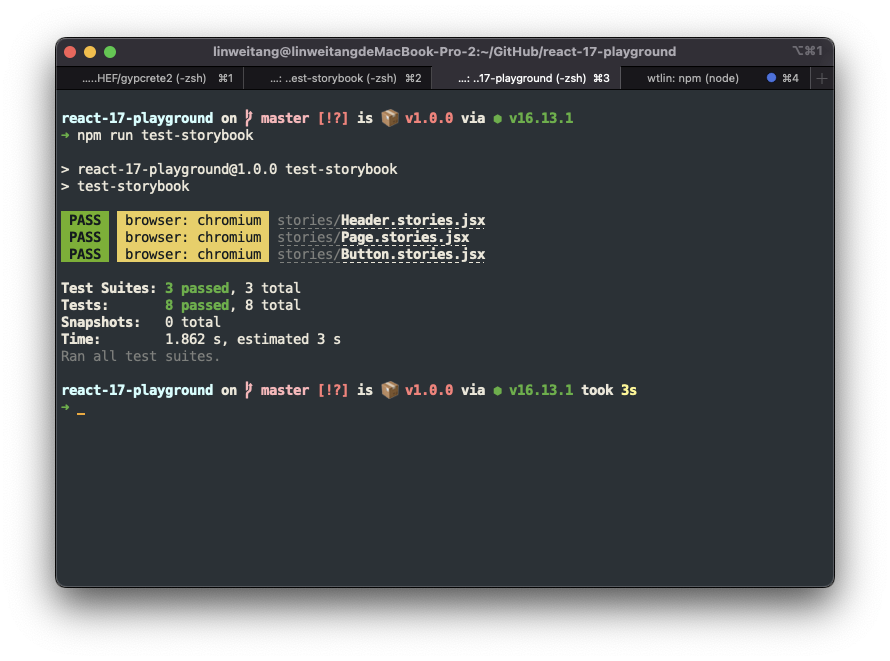 linweitang@linweitangdeMacBook-Pro-2:~/GitHub/react-17-playground ⌥⌘1
.....HEF/gypcrete2 (-zsh) ⌘1 ...: ..est-storybook (-zsh) ⌘2 ...: ..17-playground (-zsh) ⌘3 wtlin: npm (node) ⌘4
react-17-playground on master [!?] is 📦 v1.0.0 via ⬢ v16.13.1
➜ npm run test-storybook
> react-17-playground@1.0.0 test-storybook
> test-storybook
PASS browser: chromium stories/Header.stories.jsx
PASS browser: chromium stories/Page.stories.jsx
PASS browser: chromium stories/Button.stories.jsx
Test Suites: 3 passed, 3 total
Tests: 8 passed, 8 total
Snapshots: 0 total
Time: 1.862 s, estimated 3 s
Ran all test suites.
react-17-playground on master [!?] is 📦 v1.0.0 via ⬢ v16.13.1 took 3s
➜ _